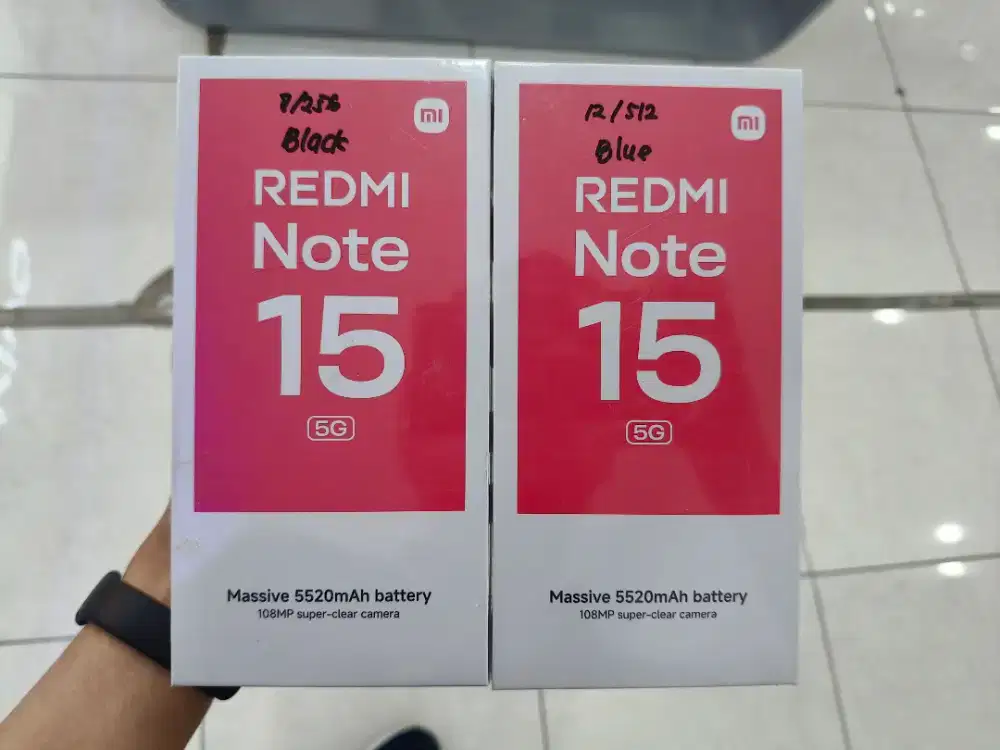 8/256
Black
mi
REDMI
Note
15
5G
Massive 5520mAh battery
108MP super-clear camera
12/512
Blue
mi
REDMI
Note
15
5G
Massive 5520mAh battery
108MP super-clear camera